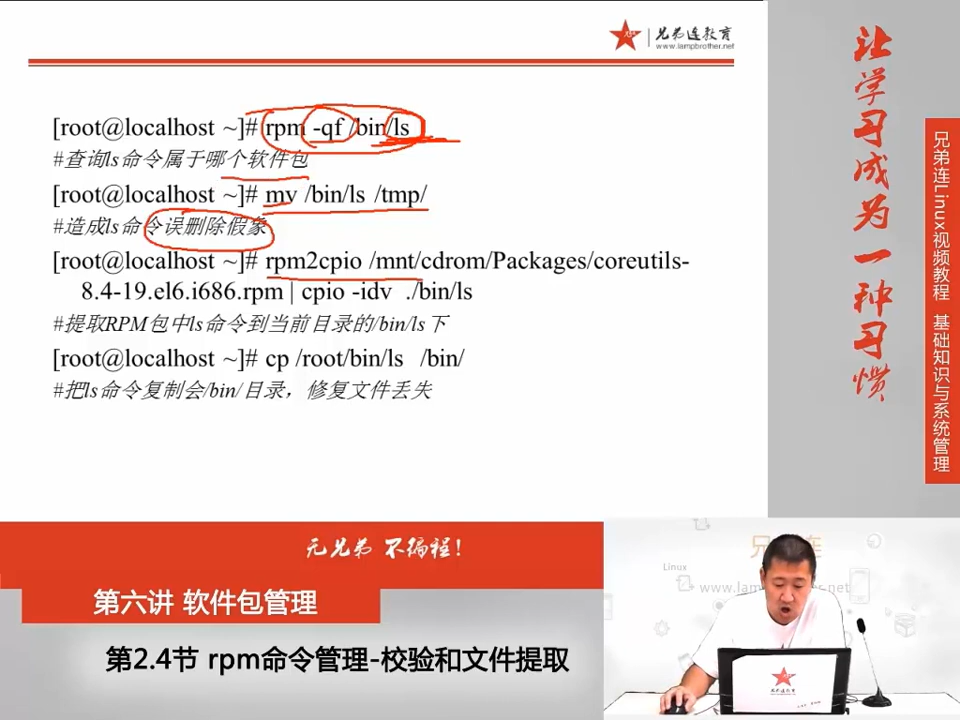 兄弟连教育
www.lampbrother.net
[root@localhost ~]# rpm -qf /bin/ls
#查询ls命令属于哪个软件包
[root@localhost ~]# mv /bin/ls /tmp/
#造成ls命令误删除假象
[root@localhost ~]# rpm2cpio /mnt/cdrom/Packages/coreutils-
8.4-19.el6.i686.rpm | cpio -idv ./bin/ls
#提取RPM包中ls命令到当前目录的/bin/ls下
[root@localhost ~]# cp /root/bin/ls /bin/
#把ls命令复制会/bin/目录，修复文件丢失
让学习成为一种习惯
兄弟连Linux视频教程 基础知识与系统管理
无兄弟 不编程！
第六讲 软件包管理
第2.4节 rpm命令管理-校验和文件提取
Linux